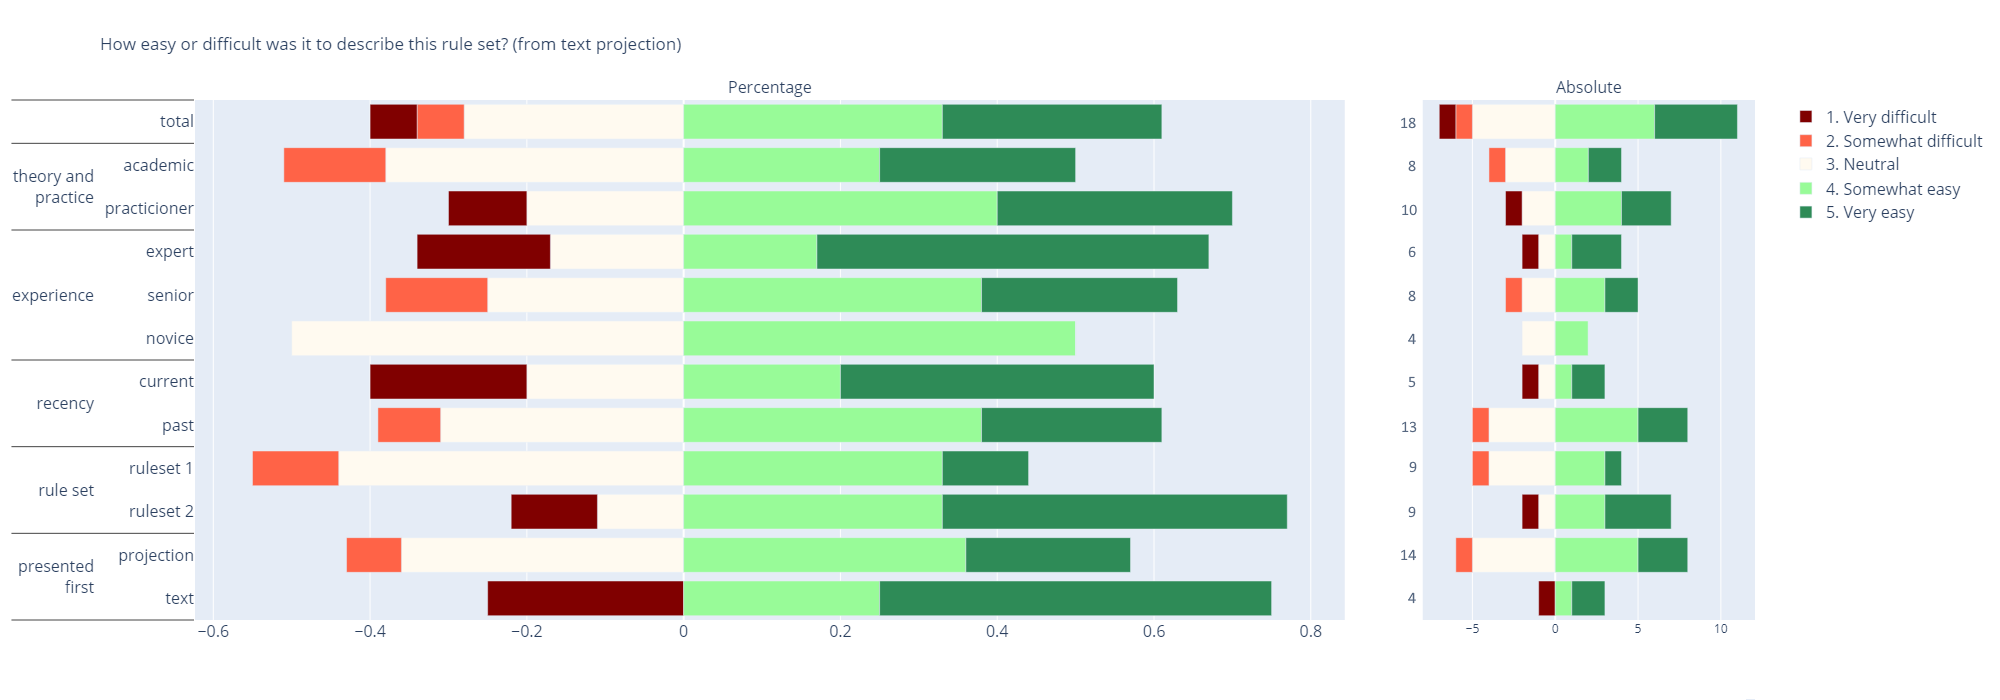 How easy or difficult was it to describe this rule set? (from text projection)
Percentage
Absolute
total
18
theory and
practice
academic
8
practicioner
10
experience
expert
6
senior
8
novice
4
recency
current
5
past
13
rule set
ruleset 1
9
ruleset 2
9
presented
first
projection
14
text
4
−0.6 −0.4 −0.2 0 0.2 0.4 0.6 0.8
−5 0 5 10
1. Very difficult
2. Somewhat difficult
3. Neutral
4. Somewhat easy
5. Very easy